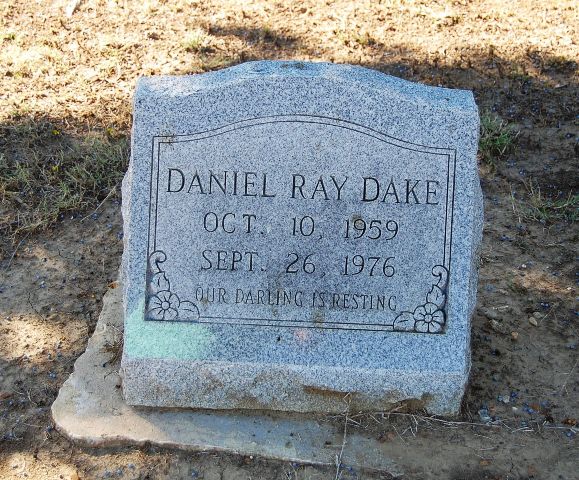 DANIEL RAY DAKE
OCT. 10, 1959
SEPT. 26, 1976
OUR DARLING IS RESTING